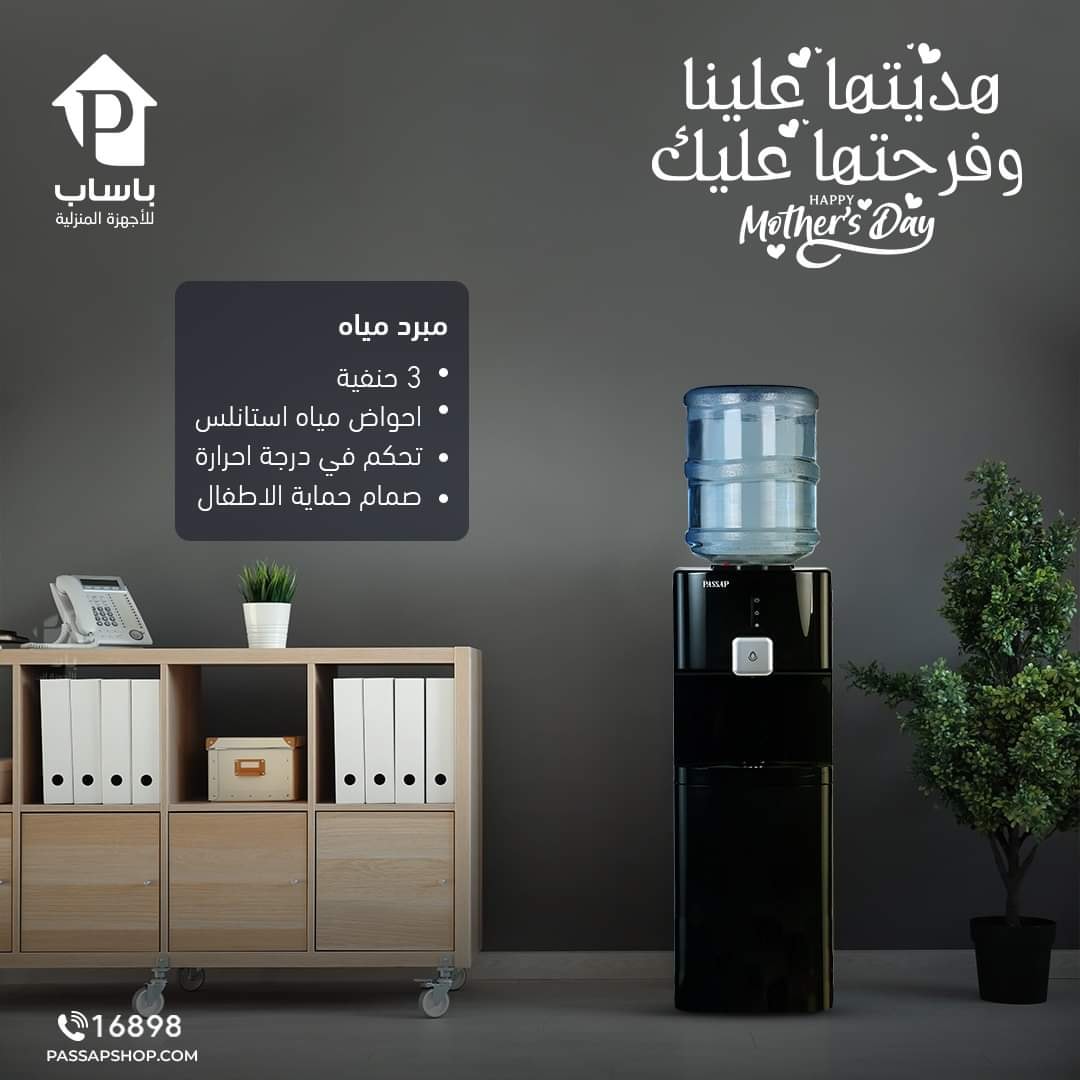 P
باساب
للأجهزة المنزلية
هديتها علينا
وفرحتها عليك
HAPPY
Mother's Day
مبرد مياه
• 3 حنفية
• احواض مياه استانلس
• تحكم في درجة احرارة
• صمام حماية الاطفال
PASSAP
16898
PASSAPSHOP.COM